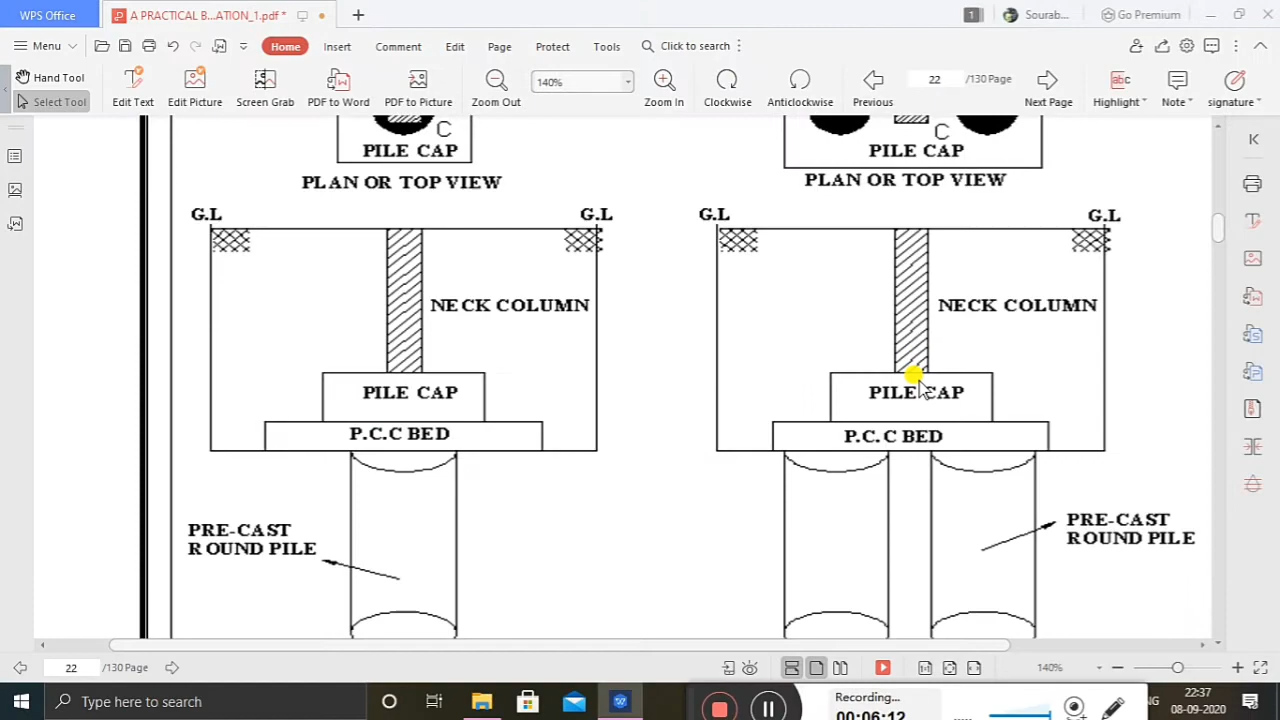 WPS Office
A PRACTICAL B...ATION_1.pdf *
1
Sourab...
Go Premium
Menu
Home
Insert
Comment
Edit
Page
Protect
Tools
Click to search
Hand Tool
Select Tool
Edit Text
Edit Picture
Screen Grab
PDF to Word
PDF to Picture
Zoom Out
140%
Zoom In
Clockwise
Anticlockwise
Previous
22
/130 Page
Next Page
Highlight
Note
signature
C
PILE CAP
PLAN OR TOP VIEW
C
PILE CAP
PLAN OR TOP VIEW
G.L
G.L
NECK COLUMN
PILE CAP
P.C.C BED
PRE-CAST
ROUND PILE
G.L
G.L
NECK COLUMN
PILE CAP
P.C.C BED
PRE-CAST
ROUND PILE
22
/130 Page
140%
Type here to search
Recording...
00:06:12
NG
22:37
08-09-2020